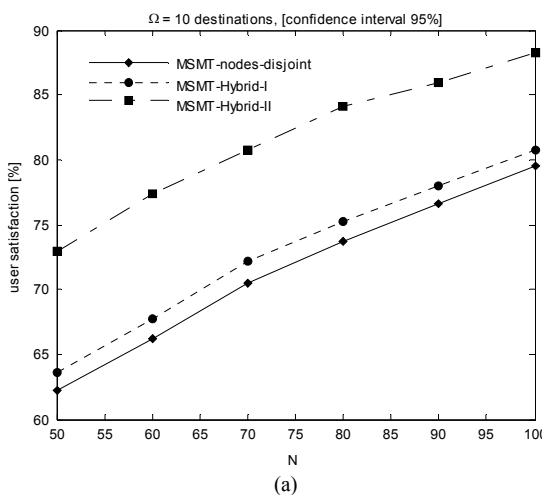 Ω = 10 destinations, [confidence interval 95%]
90
85
80
75
70
65
60
user satisfaction [%]
MSMT-nodes-disjoint
MSMT-Hybrid-I
MSMT-Hybrid-II
50 55 60 65 70 75 80 85 90 95 100
N
(a)